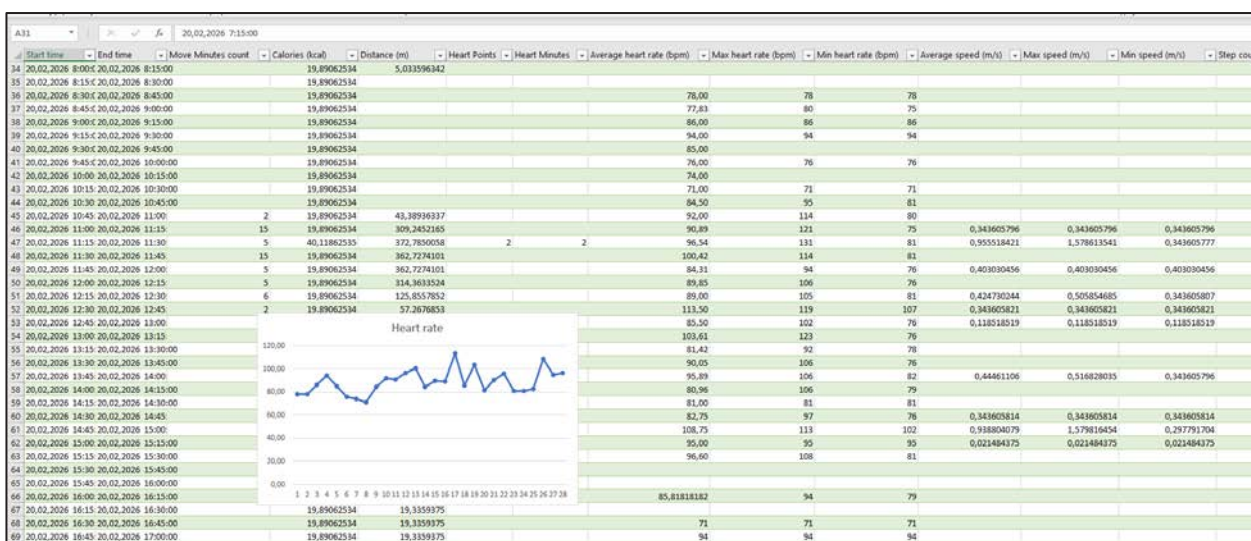 A31 20,02,2026 7:15:00
Start time End time Move Minutes count Calories (kcal) Distance (m) Heart Points Heart Minutes Average heart rate (bpm) Max heart rate (bpm) Min heart rate (bpm) Average speed (m/s) Max speed (m/s) Min speed (m/s) Step cou
34 20,02,2026 8:00:0 20,02,2026 8:15:00 19,89062534 5,033596342
35 20,02,2026 8:15:0 20,02,2026 8:30:00 19,89062534
36 20,02,2026 8:30:0 20,02,2026 8:45:00 19,89062534 78,00 78 78
37 20,02,2026 8:45:0 20,02,2026 9:00:00 19,89062534 77,83 80 75
38 20,02,2026 9:00:0 20,02,2026 9:15:00 19,89062534 86,00 86 86
39 20,02,2026 9:15:0 20,02,2026 9:30:00 19,89062534 94,00 94 94
40 20,02,2026 9:30:0 20,02,2026 9:45:00 19,89062534 85,00
41 20,02,2026 9:45:0 20,02,2026 10:00:00 19,89062534 76,00 76 76
42 20,02,2026 10:00: 20,02,2026 10:15:00 19,89062534 74,00
43 20,02,2026 10:15: 20,02,2026 10:30:00 19,89062534 71,00 71 71
44 20,02,2026 10:30 20,02,2026 10:45:00 19,89062534 84,50 95 81
45 20,02,2026 10:45: 20,02,2026 11:00: 2 19,89062534 43,38936337 92,00 114 80
46 20,02,2026 11:00: 20,02,2026 11:15 15 19,89062534 309,2452165 90,89 121 75 0,343605796 0,343605796 0,343605796
47 20,02,2026 11:15: 20,02,2026 11:30 5 40,11862535 372,7850058 2 2 96,54 131 81 0,955518421 1,578613541 0,343605777
48 20,02,2026 11:30 20,02,2026 11:45 15 19,89062534 362,7274101 100,42 114 81
49 20,02,2026 11:45: 20,02,2026 12:00: 5 19,89062534 362,7274101 84,31 94 76 0,403030456 0,403030456 0,403030456
50 20,02,2026 12:00 20,02,2026 12:15 5 19,89062534 314,3633524 89,85 106 76
51 20,02,2026 12:15: 20,02,2026 12:30: 6 19,89062534 125,8557852 89,00 105 81 0,424730244 0,505854685 0,343605807
52 20,02,2026 12:30 20,02,2026 12:45 2 19,89062534 57,2676853 113,50 119 107 0,343605821 0,343605821 0,343605821
53 20,02,2026 12:45: 20,02,2026 13:00: 85,50 102 76 0,118518519 0,118518519 0,118518519
54 20,02,2026 13:00: 20,02,2026 13:15 103,61 123 76
55 20,02,2026 13:15: 20,02,2026 13:30:00 81,42 92 78
56 20,02,2026 13:30 20,02,2026 13:45:00 90,05 106 76
57 20,02,2026 13:45: 20,02,2026 14:00: 95,89 106 82 0,44461106 0,516828035 0,343605796
58 20,02,2026 14:00: 20,02,2026 14:15:00 80,96 106 79
59 20,02,2026 14:15: 20,02,2026 14:30:00 81,00 81 81
60 20,02,2026 14:30 20,02,2026 14:45: 82,75 97 76 0,343605814 0,343605814 0,343605814
61 20,02,2026 14:45: 20,02,2026 15:00: 108,75 113 102 0,938804079 1,579816454 0,297791704
62 20,02,2026 15:00: 20,02,2026 15:15:00 95,00 95 95 0,021484375 0,021484375 0,021484375
63 20,02,2026 15:15: 20,02,2026 15:30:00 96,60 108 81
64 20,02,2026 15:30 20,02,2026 15:45:00
65 20,02,2026 15:45: 20,02,2026 16:00:00
66 20,02,2026 16:00 20,02,2026 16:15:00 85,81818182 94 79
67 20,02,2026 16:15: 20,02,2026 16:30:00 19,89062534 19,3359375
68 20,02,2026 16:30 20,02,2026 16:45:00 19,89062534 19,3359375 71 71 71
69 20,02,2026 16:45: 20,02,2026 17:00:00 19,89062534 19,3359375 94 94 94
Heart rate
120,00
100,00
80,00
60,00
40,00
20,00
0,00
1 2 3 4 5 6 7 8 9 10 11 12 13 14 15 16 17 18 19 20 21 22 23 24 25 26 27 28